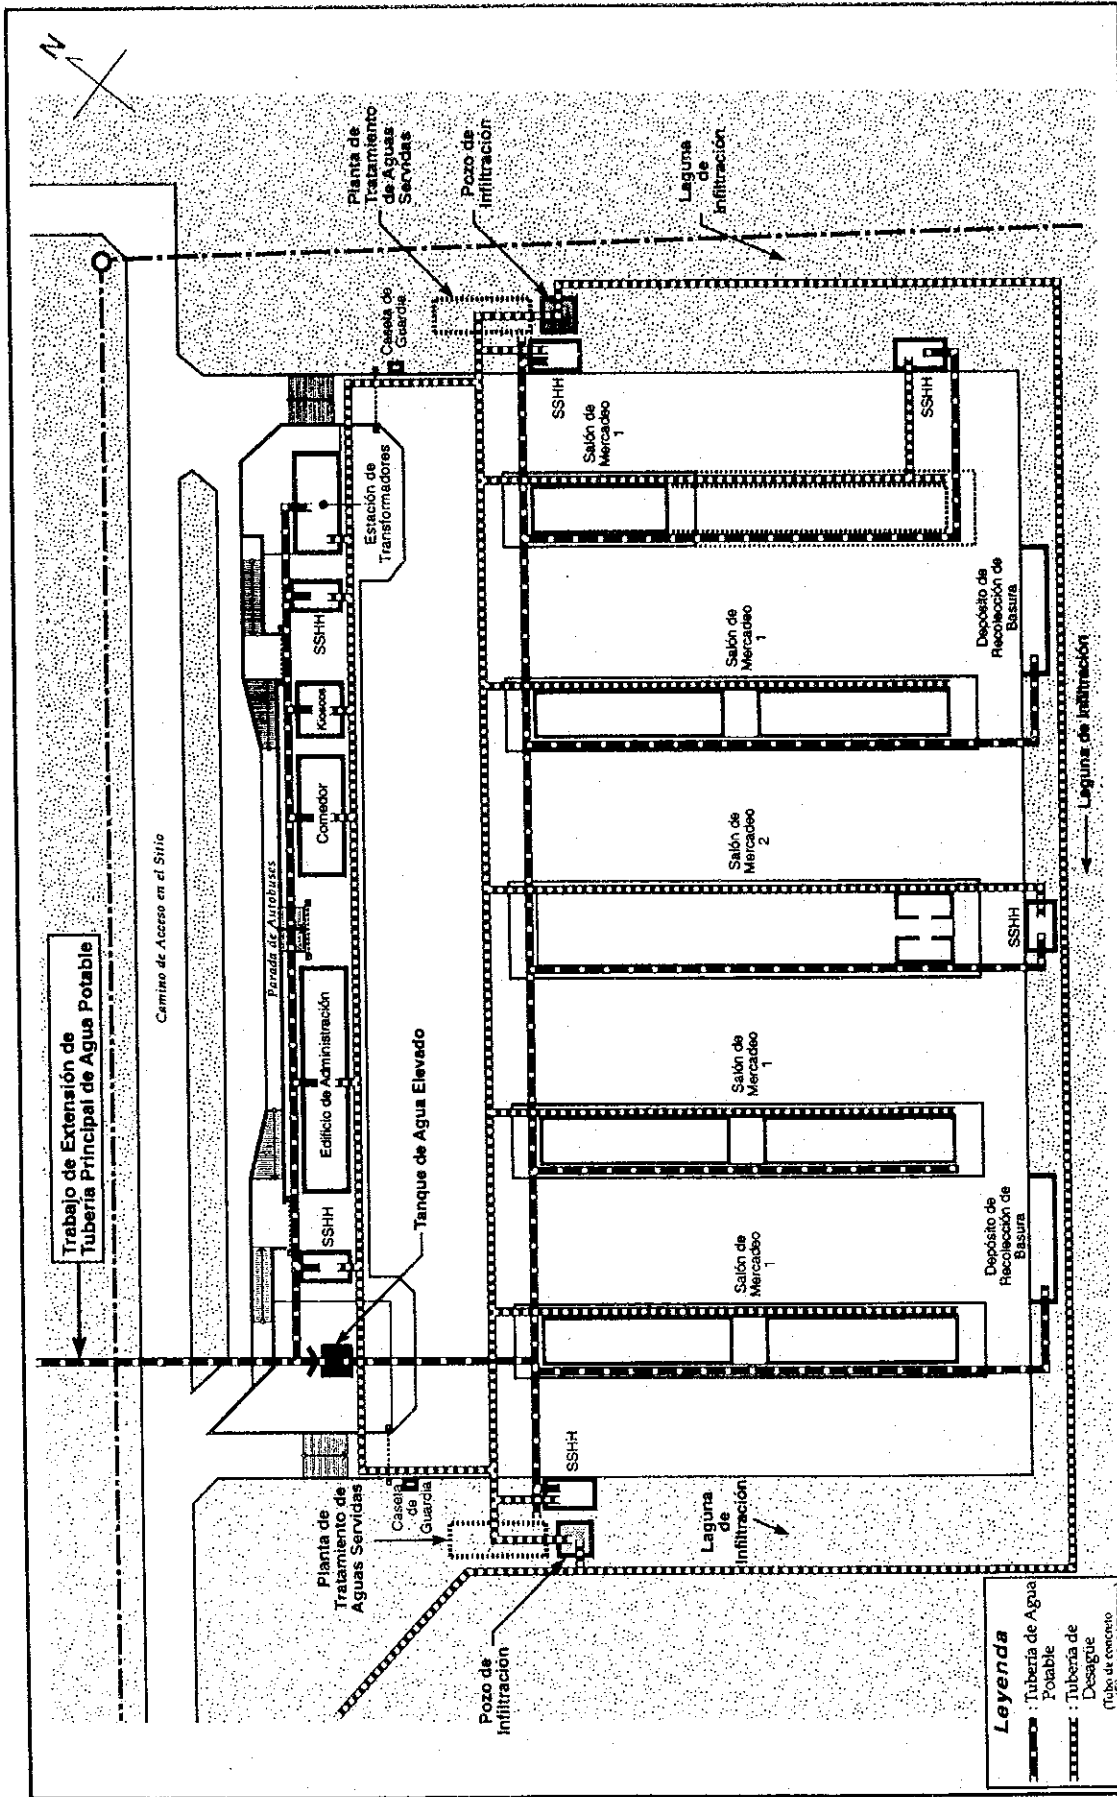 N
Trabajo de Extensión de
Tubería Principal de Agua Potable
Camino de Acceso en el Sitio
Parada de Autobuses
SSHH
Edificio de Administración
Comedor
Kioscos
SSHH
Estación de
Transformadores
Caseta de
Guardia
Planta de
Tratamiento
de Aguas
Servidas
Pozo de
Infiltración
Laguna
de
Infiltración
Tanque de Agua Elevado
Planta de
Tratamiento de
Aguas Servidas
Caseta
de
Guardia
Pozo de
Infiltración
SSHH
Laguna
de
Infiltración
Salón de
Mercadeo
1
Salón de
Mercadeo
1
Salón de
Mercadeo
2
Salón de
Mercadeo
1
Salón de
Mercadeo
1
SSHH
SSHH
Depósito de
Recolección de
Basura
SSHH
Depósito de
Recolección de
Basura
Laguna de Infiltración
Leyenda
: Tubería de Agua
Potable
: Tubería de
Desagüe
(Tubo de concreto